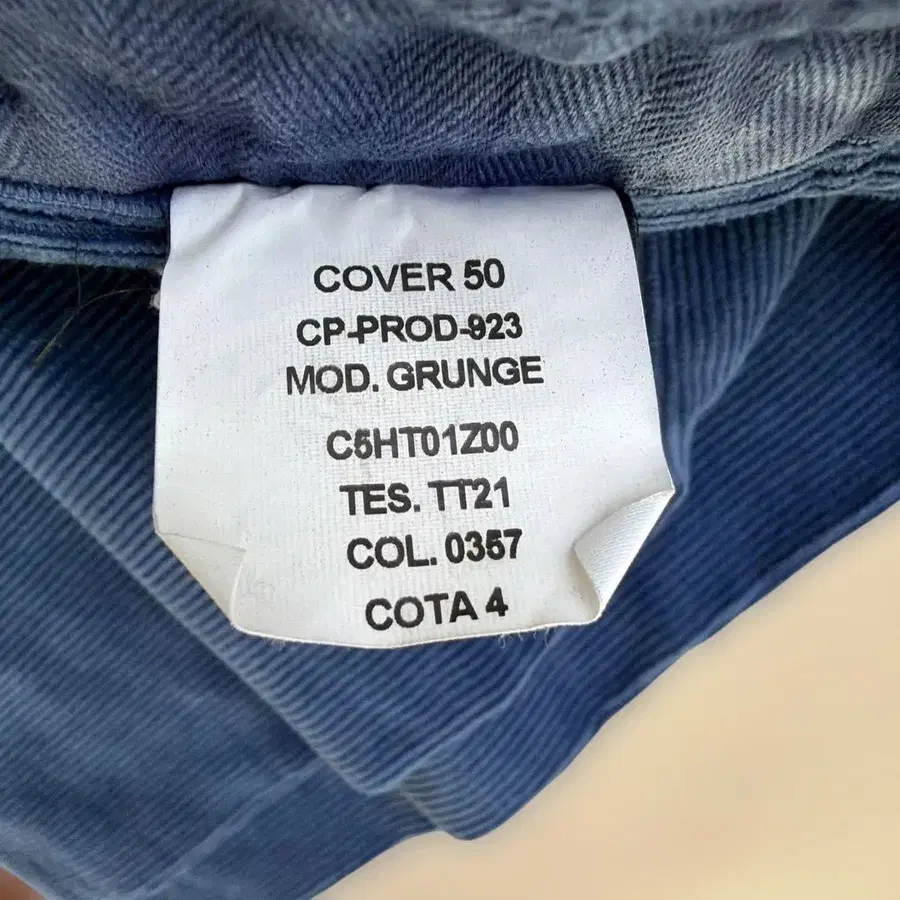 COVER 50
CP-PROD-923
MOD. GRUNGE
C5HT01Z00
TES. TT21
COL. 0357
COTA 4